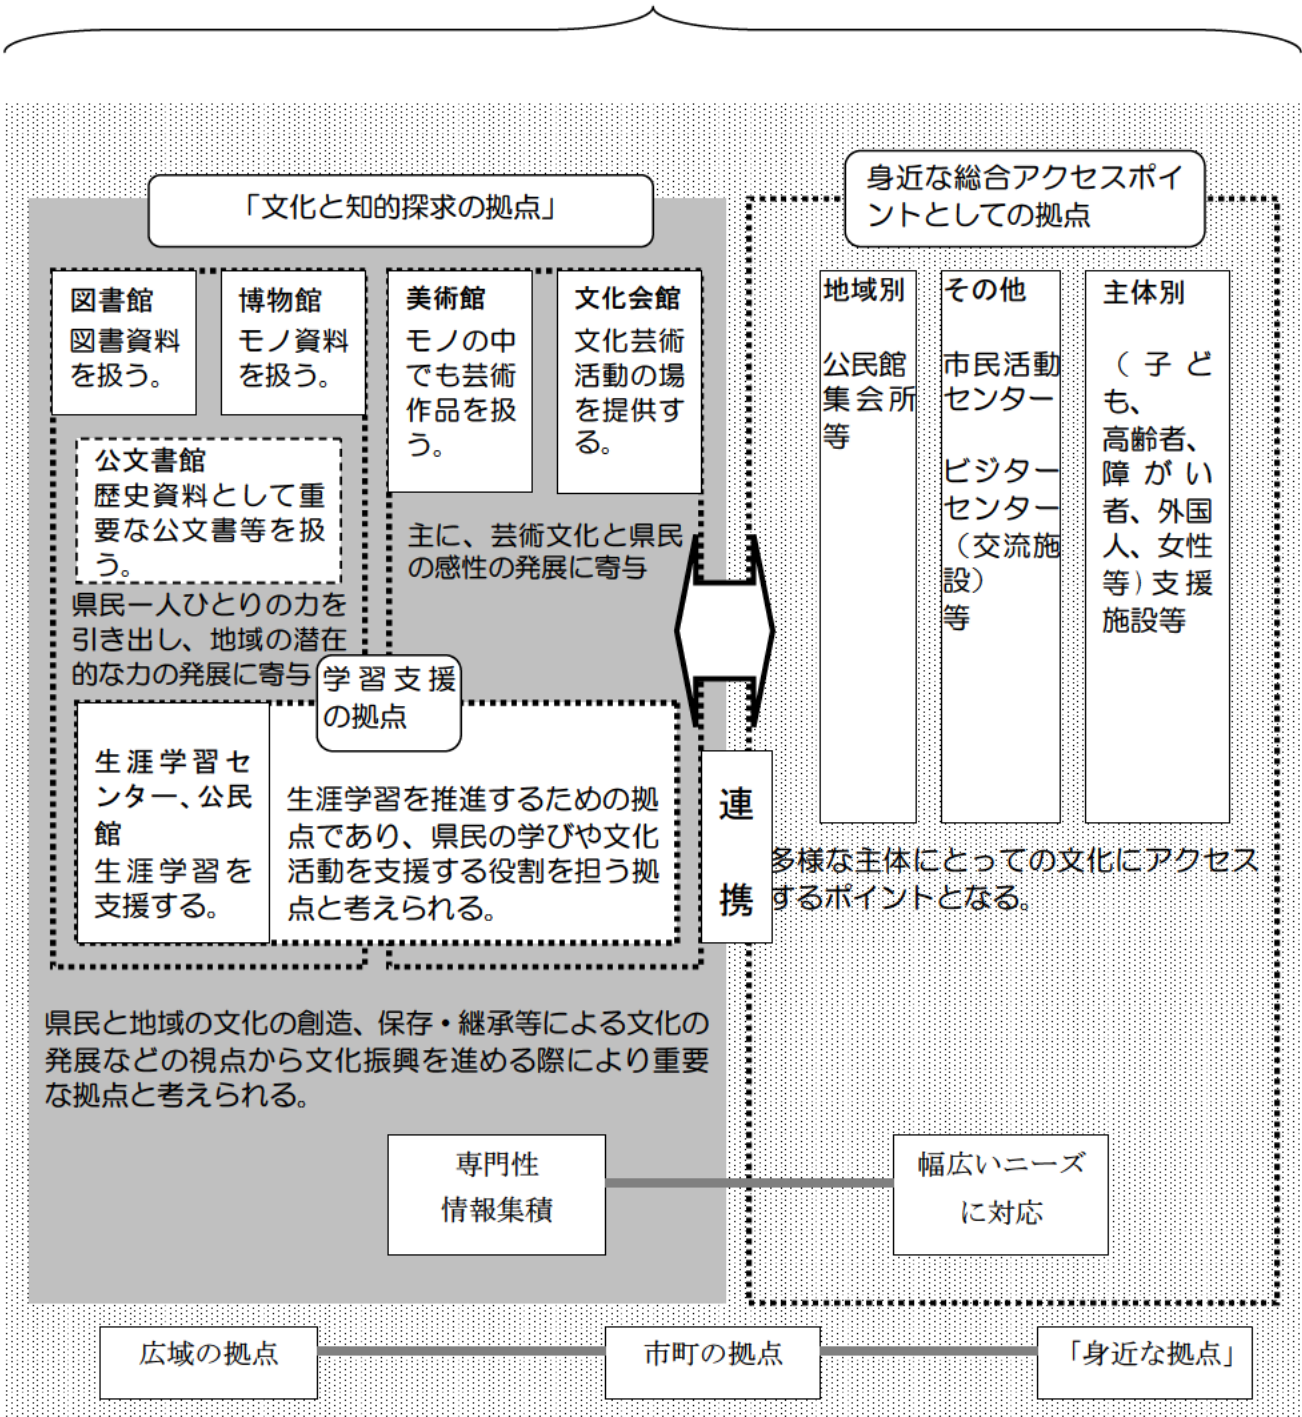 「文化と知的探求の拠点」
図書館
図書資料
を扱う。
博物館
モノ資料
を扱う。
公文書館
歴史資料として重
要な公文書等を扱
う。
県民一人ひとりの力を
引き出し、地域の潜在
的な力の発展に寄与
美術館
モノの中
でも芸術
作品を扱
う。
文化会館
文化芸術
活動の場
を提供す
る。
主に、芸術文化と県民
の感性の発展に寄与
学習支援
の拠点
生涯学習セ
ンター、公民
館
生涯学習を
支援する。
生涯学習を推進するための拠
点であり、県民の学びや文化
活動を支援する役割を担う拠
点と考えられる。
連
携
県民と地域の文化の創造、保存・継承等による文化の
発展などの視点から文化振興を進める際により重要
な拠点と考えられる。
身近な総合アクセスポイ
ントとしての拠点
地域別
公民館
集会所
等
その他
市民活動
センター
ビジター
センター
（交流施
設）
等
主体別
（子ど
も、
高齢者、
障がい
者、外国
人、女性
等）支援
施設等
多様な主体にとっての文化にアクセス
するポイントとなる。
専門性
情報集積
幅広いニーズ
に対応
広域の拠点
市町の拠点
「身近な拠点」